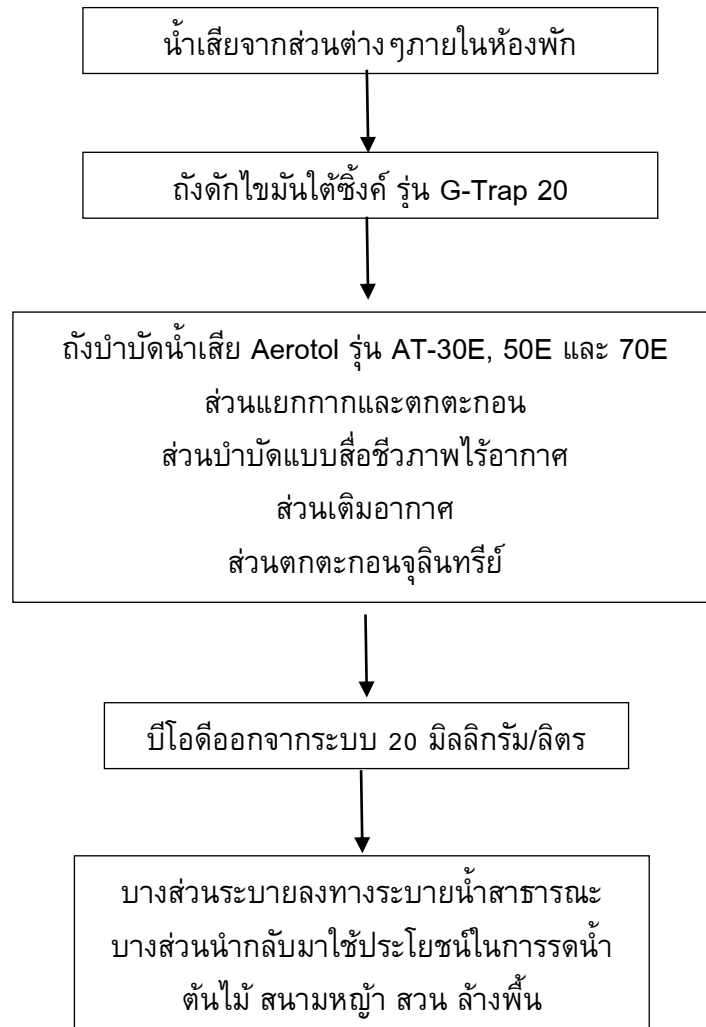 น้ำเสียจากส่วนต่างๆภายในห้องพัก
ถังดักไขมันใต้ซิ้งค์ รุ่น G-Trap 20
ถังบำบัดน้ำเสีย Aerotol รุ่น AT-30E, 50E และ 70E
ส่วนแยกกากและตกตะกอน
ส่วนบำบัดแบบสื่อชีวภาพไร้อากาศ
ส่วนเติมอากาศ
ส่วนตกตะกอนจุลินทรีย์
บีโอดีออกจากระบบ 20 มิลลิกรัม/ลิตร
บางส่วนระบายลงทางระบายน้ำสาธารณะ
บางส่วนนำกลับมาใช้ประโยชน์ในการรดน้ำ
ต้นไม้ สนามหญ้า สวน ล้างพื้น